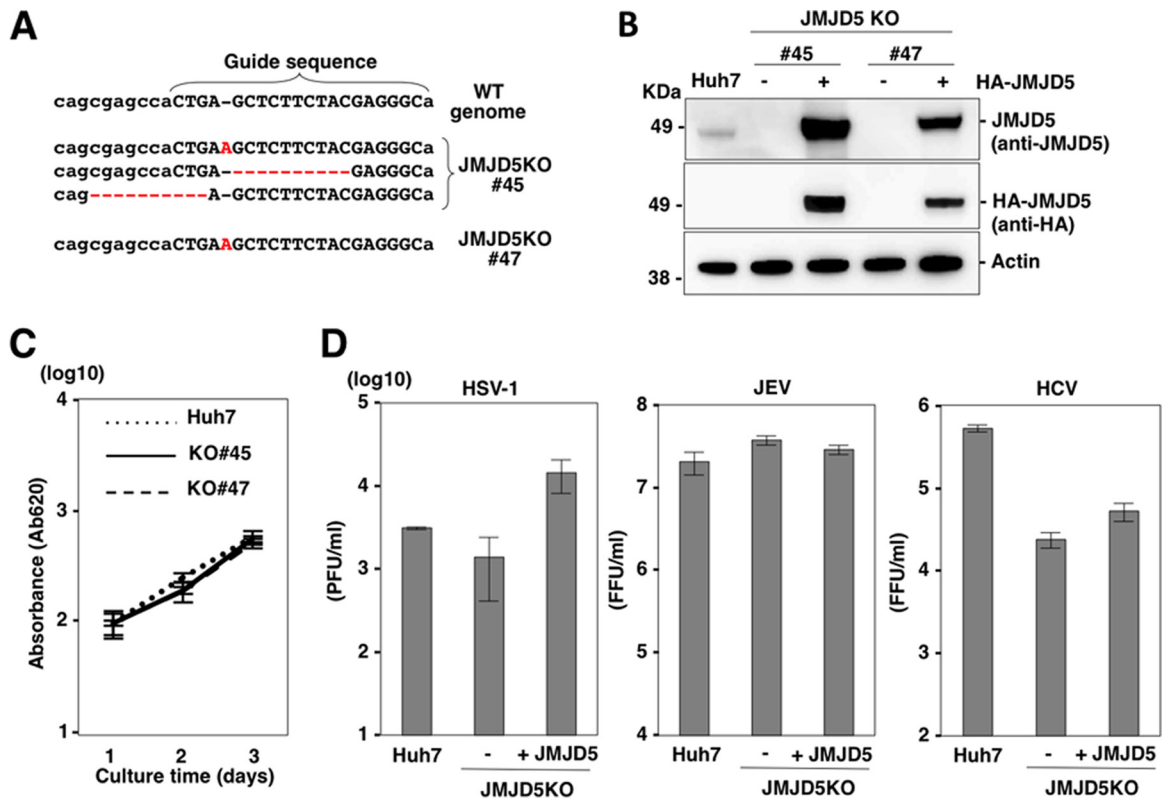 A
Guide sequence
cagcgagccaCTGA-GCTCTTCTACGAGGGCa
WT
genome
cagcgagccaCTGAAGCTCTTCTACGAGGGCa
cagcgagccaCTGA-----------GAGGGCa
cag----------A-GCTCTTCTACGAGGGCa
JMJD5KO
#45
cagcgagccaCTGAAGCTCTTCTACGAGGGCa
JMJD5KO
#47
B
JMJD5 KO
#45 #47
Huh7 - + - + HA-JMJD5
KDa
49 -
- JMJD5
(anti-JMJD5)
49 -
- HA-JMJD5
(anti-HA)
- Actin
38 -
C
(log10)
4
3
2
1
Absorbance (Ab620)
Huh7
KO#45
KO#47
1 2 3
Culture time (days)
D
(log10)
HSV-1
5
4
3
2
1
(PFU/ml)
Huh7 - + JMJD5
JMJD5KO
JEV
8
7
6
5
4
(FFU/ml)
Huh7 - + JMJD5
JMJD5KO
HCV
6
5
4
3
2
(FFU/ml)
Huh7 - + JMJD5
JMJD5KO